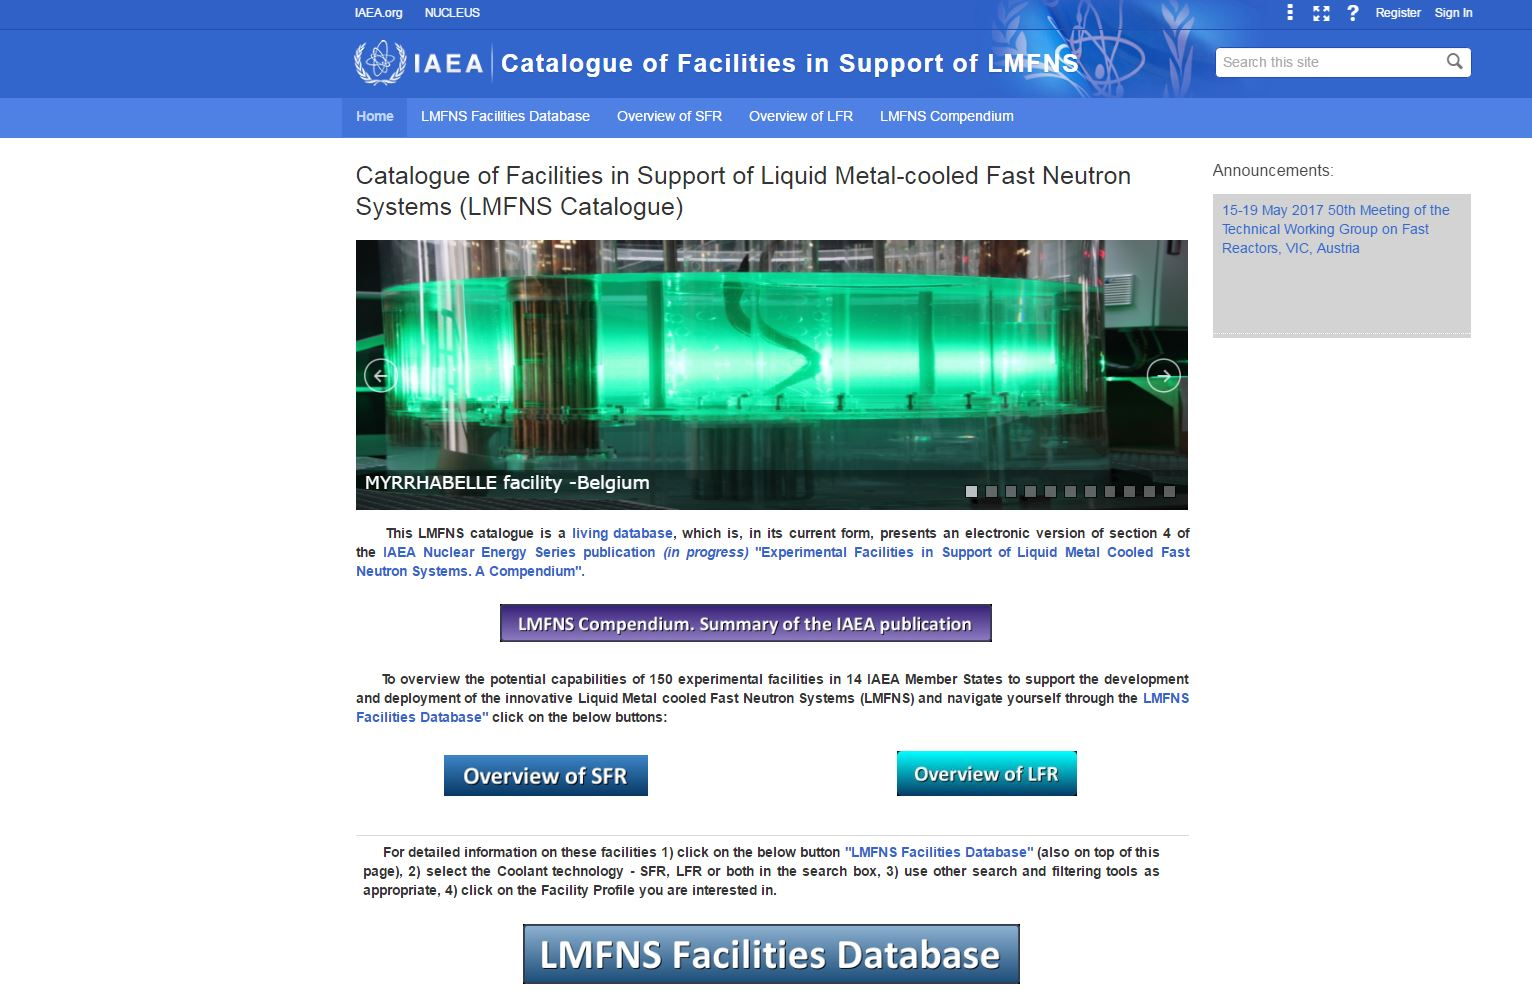 IAEA.org NUCLEUS
? Register Sign In
IAEA Catalogue of Facilities in Support of LMFNS
Search this site
Home LMFNS Facilities Database Overview of SFR Overview of LFR LMFNS Compendium
Catalogue of Facilities in Support of Liquid Metal-cooled Fast Neutron
Systems (LMFNS Catalogue)
Announcements:
15-19 May 2017 50th Meeting of the
Technical Working Group on Fast
Reactors, VIC, Austria
MYRRHABELLE facility -Belgium
This LMFNS catalogue is a living database, which is, in its current form, presents an electronic version of section 4 of
the IAEA Nuclear Energy Series publication (in progress) "Experimental Facilities in Support of Liquid Metal Cooled Fast
Neutron Systems. A Compendium".
LMFNS Compendium. Summary of the IAEA publication
To overview the potential capabilities of 150 experimental facilities in 14 IAEA Member States to support the development
and deployment of the innovative Liquid Metal cooled Fast Neutron Systems (LMFNS) and navigate yourself through the LMFNS
Facilities Database" click on the below buttons:
Overview of SFR
Overview of LFR
For detailed information on these facilities 1) click on the below button "LMFNS Facilities Database" (also on top of this
page), 2) select the Coolant technology - SFR, LFR or both in the search box, 3) use other search and filtering tools as
appropriate, 4) click on the Facility Profile you are interested in.
LMFNS Facilities Database